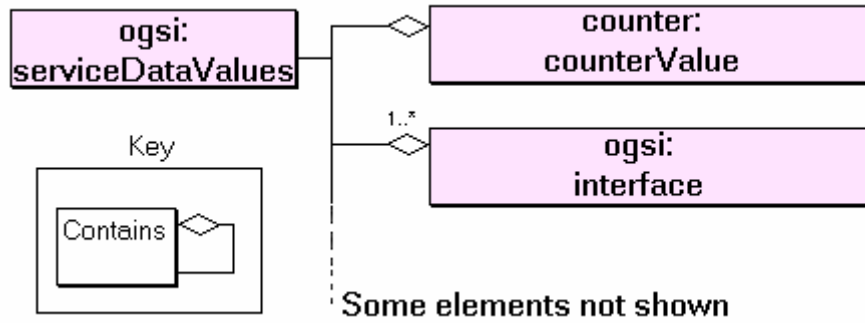 ogsi:
serviceDataValues
counter:
counterValue
1..*
ogsi:
interface
Key
Contains
Some elements not shown